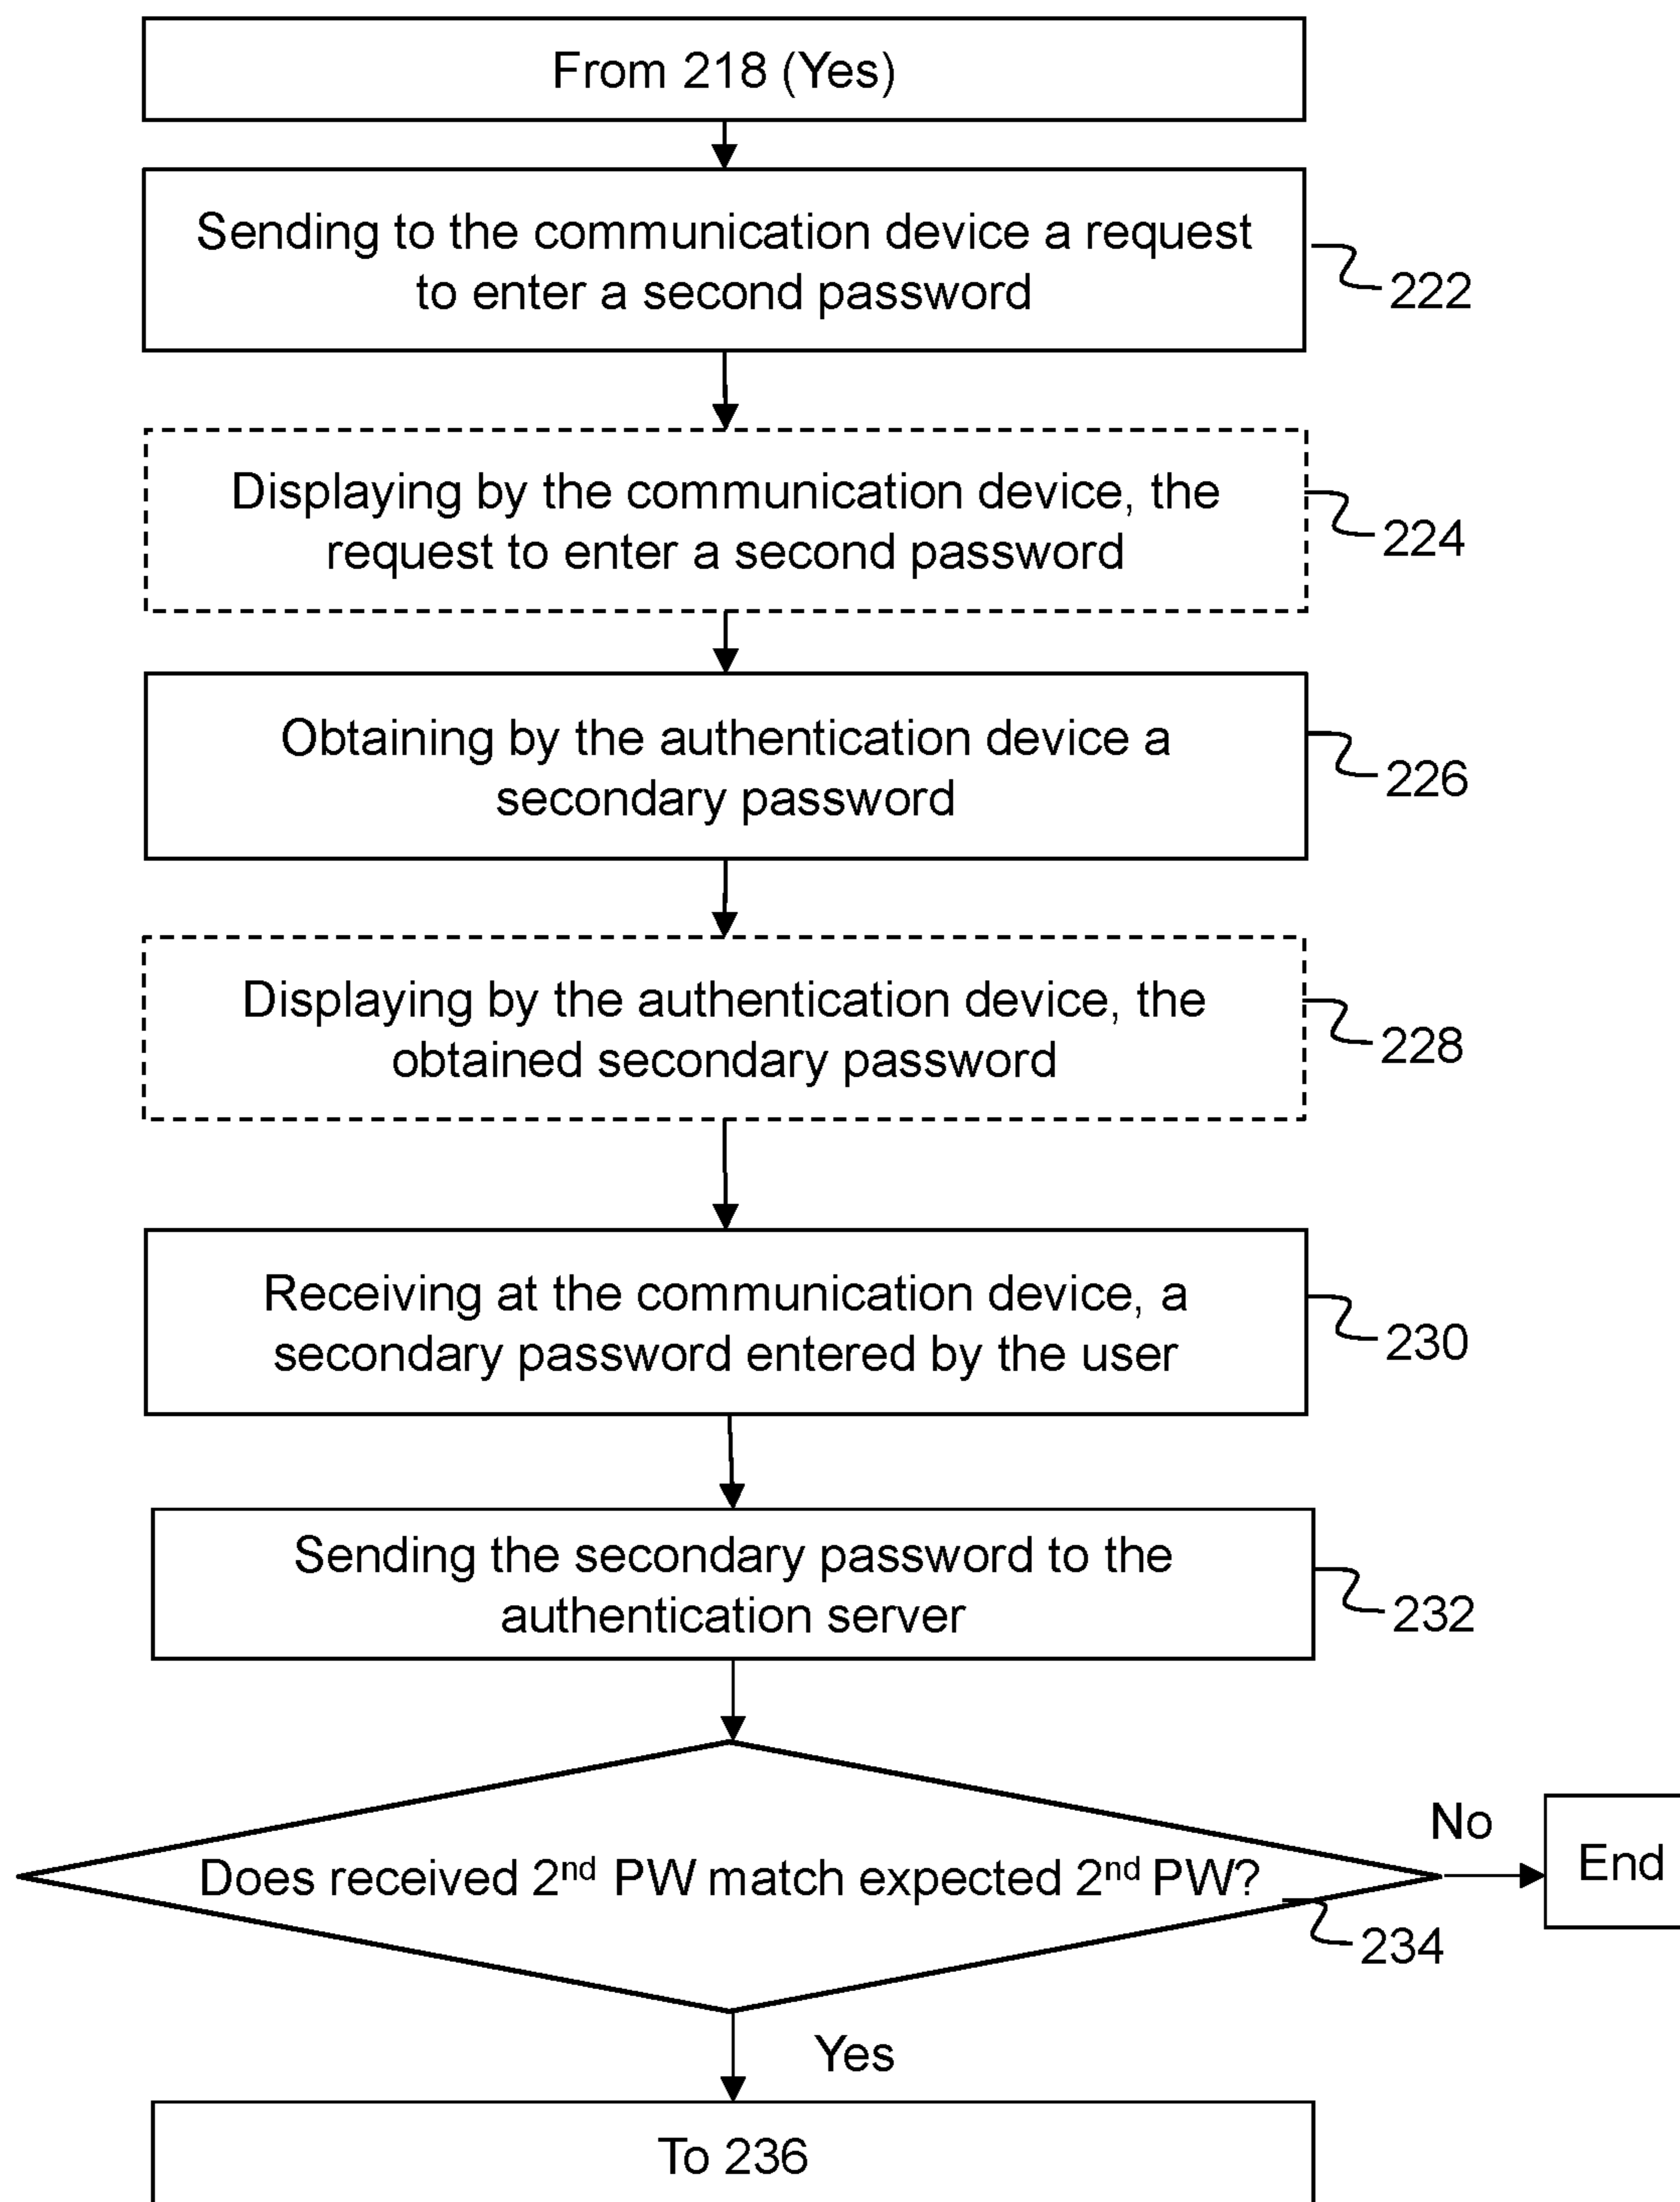 From 218 (Yes)
Sending to the communication device a request
to enter a second password
222
Displaying by the communication device, the
request to enter a second password
224
Obtaining by the authentication device a
secondary password
226
Displaying by the authentication device, the
obtained secondary password
228
Receiving at the communication device, a
secondary password entered by the user
230
Sending the secondary password to the
authentication server
232
Does received 2nd PW match expected 2nd PW?
234
No
End
Yes
To 236